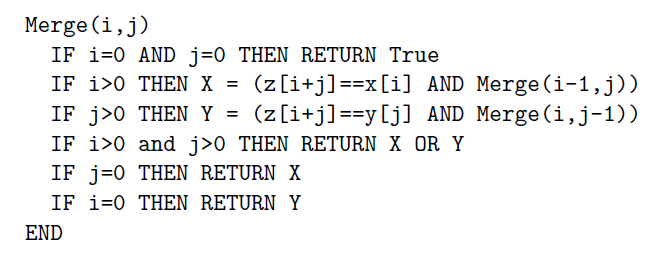 Merge(i,j)
IF i=0 AND j=0 THEN RETURN True
IF i>0 THEN X = (z[i+j]==x[i] AND Merge(i-1,j))
IF j>0 THEN Y = (z[i+j]==y[j] AND Merge(i,j-1))
IF i>0 and j>0 THEN RETURN X OR Y
IF j=0 THEN RETURN X
IF i=0 THEN RETURN Y
END